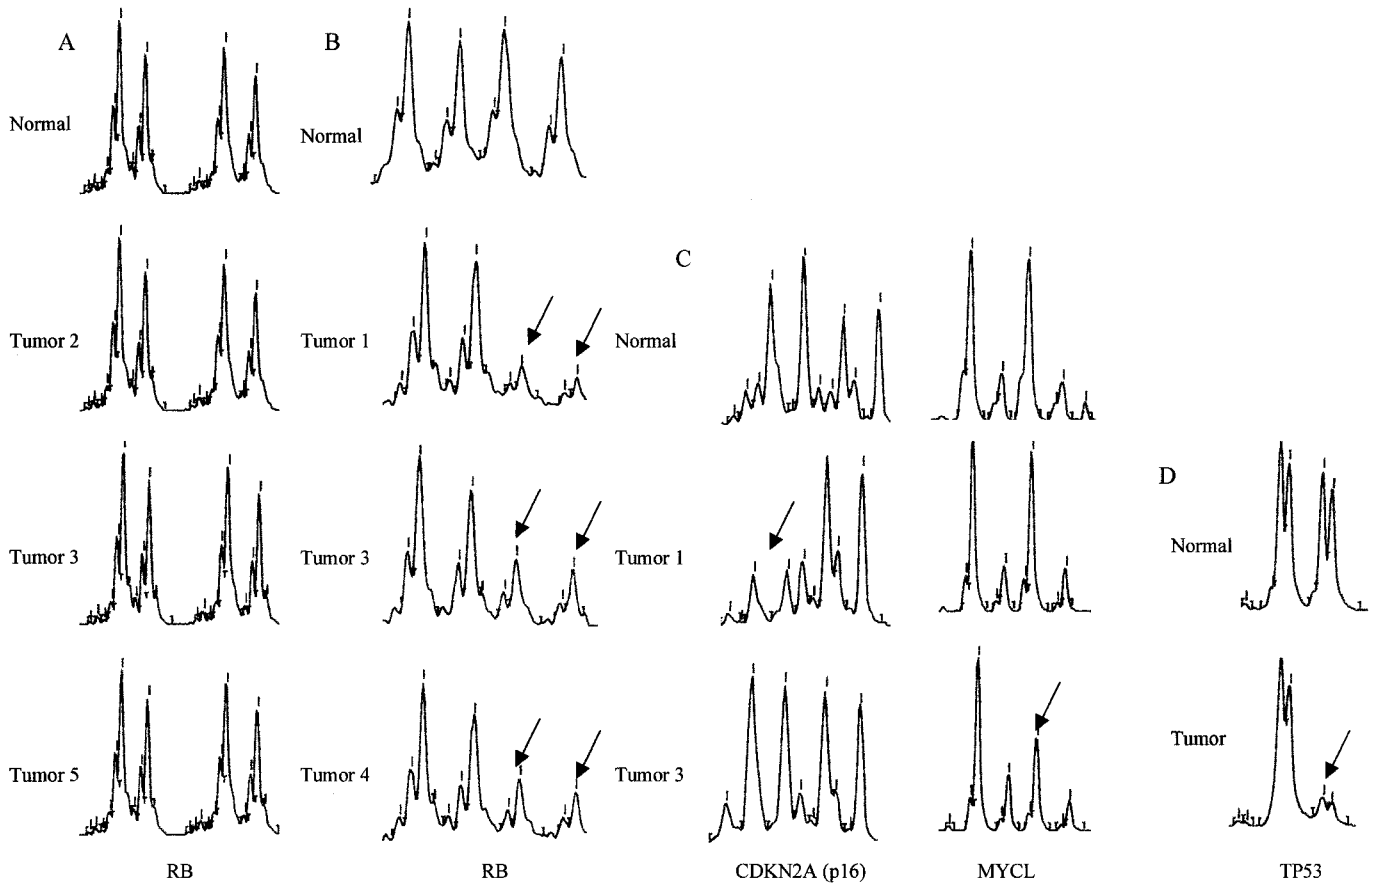 A
B
Normal
Normal
C
Tumor 2
Tumor 1
Normal
D
Tumor 3
Tumor 3
Tumor 1
Normal
Tumor 5
Tumor 4
Tumor 3
Tumor
RB
RB
CDKN2A (p16)
MYCL
TP53